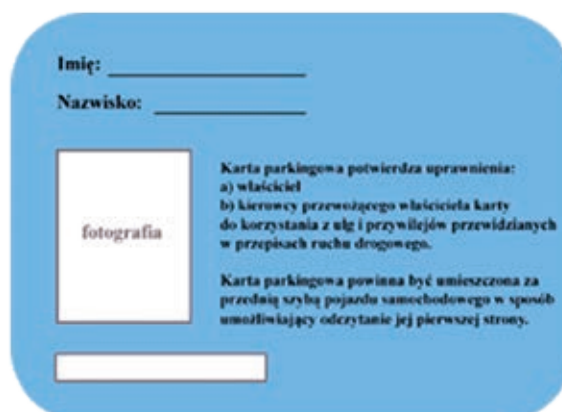 Imię:
Nazwisko:
fotografia
Karta parkingowa potwierdza uprawnienia:
a) właściciel
b) kierowcy przewożącego właściciela karty
do korzystania z ulg i przywilejów przewidzianych
w przepisach ruchu drogowego.
Karta parkingowa powinna być umieszczona za
przednią szybą pojazdu samochodowego w sposób
umożliwiający odczytanie jej pierwszej strony.